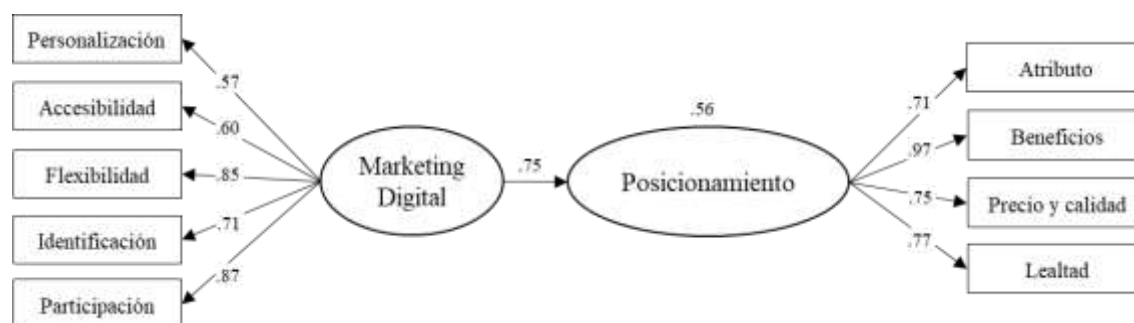 Personalización
.57
Accesibilidad
.60
Flexibilidad
.85
Identificación
.71
Participación
.87
Marketing
Digital
.75
.56
Posicionamiento
.71
Atributo
.97
Beneficios
.75
Precio y calidad
.77
Lealtad